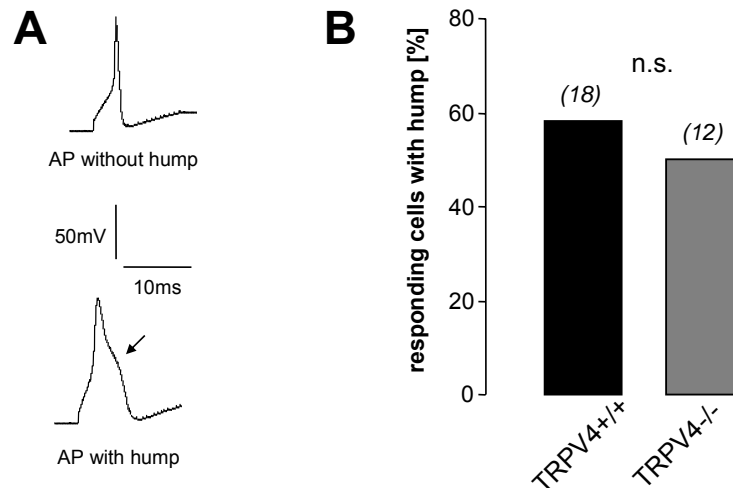 A
AP without hump
50mV
10ms
AP with hump
B
responding cells with hump [%]
80
60
40
20
0
n.s.
(18)
(12)
TRPV4+/+
TRPV4-/-